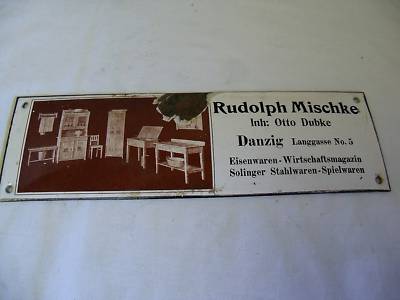 Rudolph Mischke
Inh: Otto Dubke
Danzig Langgasse No. 5
Eisenwaren - Wirtschaftsmagazin
Solinger Stahlwaren - Spielwaren